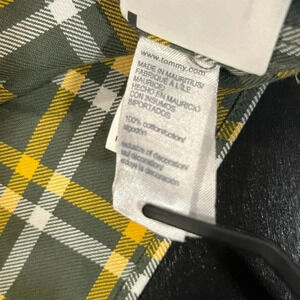 www.tommy.com
MADE IN MAURITIUS/
FABRIQUÉ À L'ÎLE
MAURICE/
HECHO EN MAURICIO
CON INSUMOS
IMPORTADOS
100% cotton/coton/
algodón
exclusive of decoration/
sauf décoration/
excluye la decoración